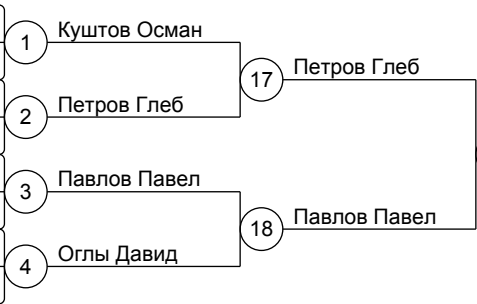 1 Куштов Осман
17 Петров Глеб
2 Петров Глеб
3 Павлов Павел
18 Павлов Павел
4 Оглы Давид